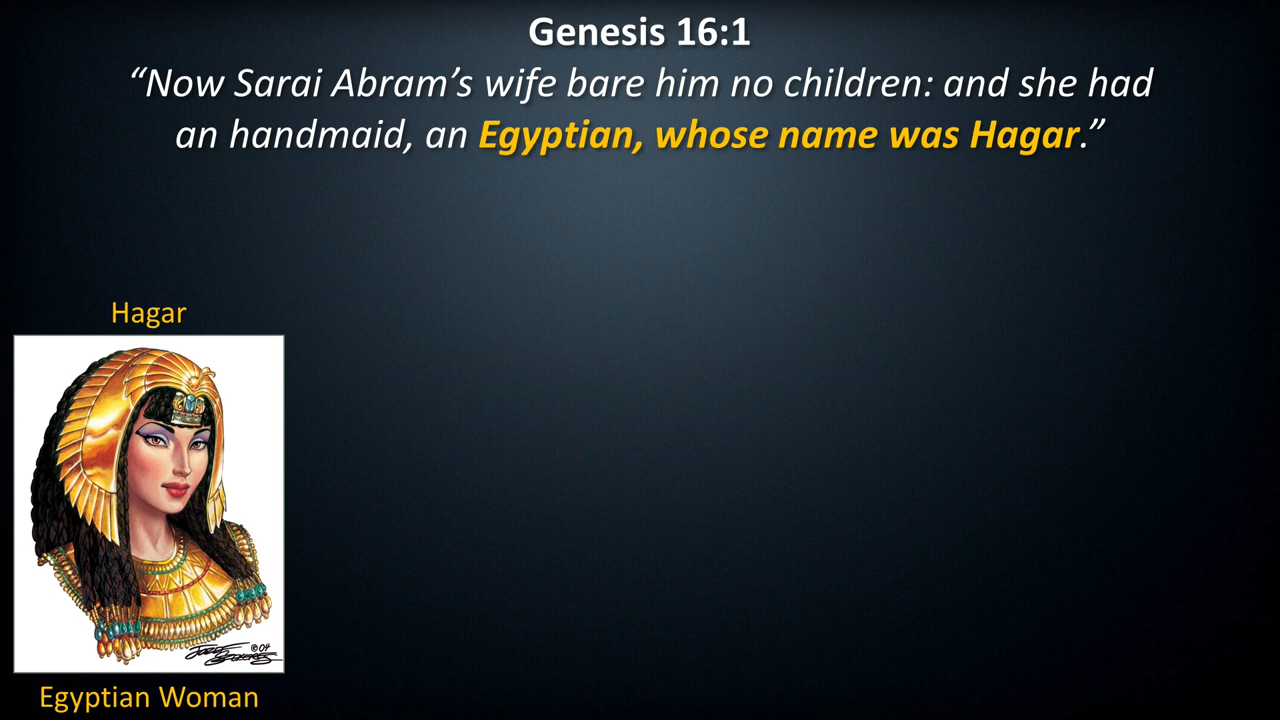 Genesis 16:1
“Now Sarai Abram’s wife bare him no children: and she had
an handmaid, an Egyptian, whose name was Hagar.”
Hagar
©04
Egyptian Woman